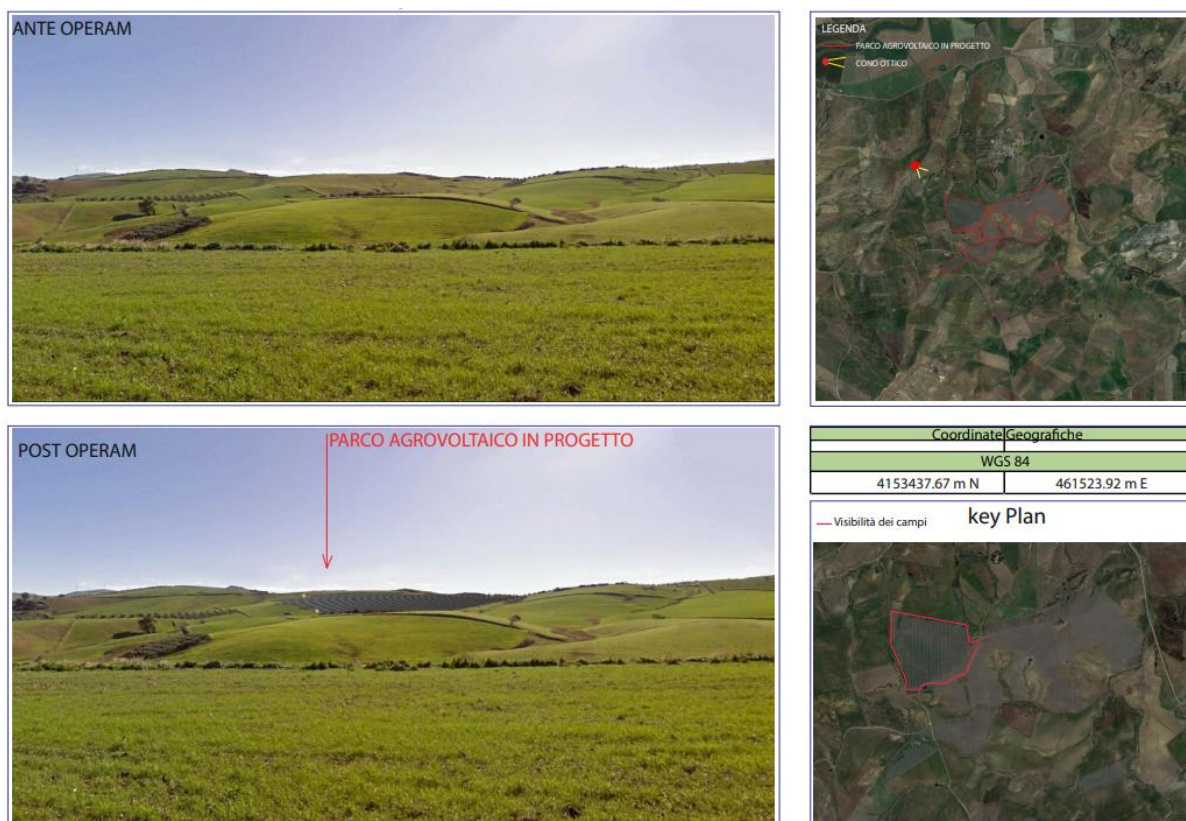 ANTE OPERAM
LEGENDA
PARCO AGROVOLTAICO IN PROGETTO
CONO OTTICO
POST OPERAM
PARCO AGROVOLTAICO IN PROGETTO
Coordinate Geografiche
WGS 84
4153437.67 m N 461523.92 m E
Visibilità dei campi
key Plan